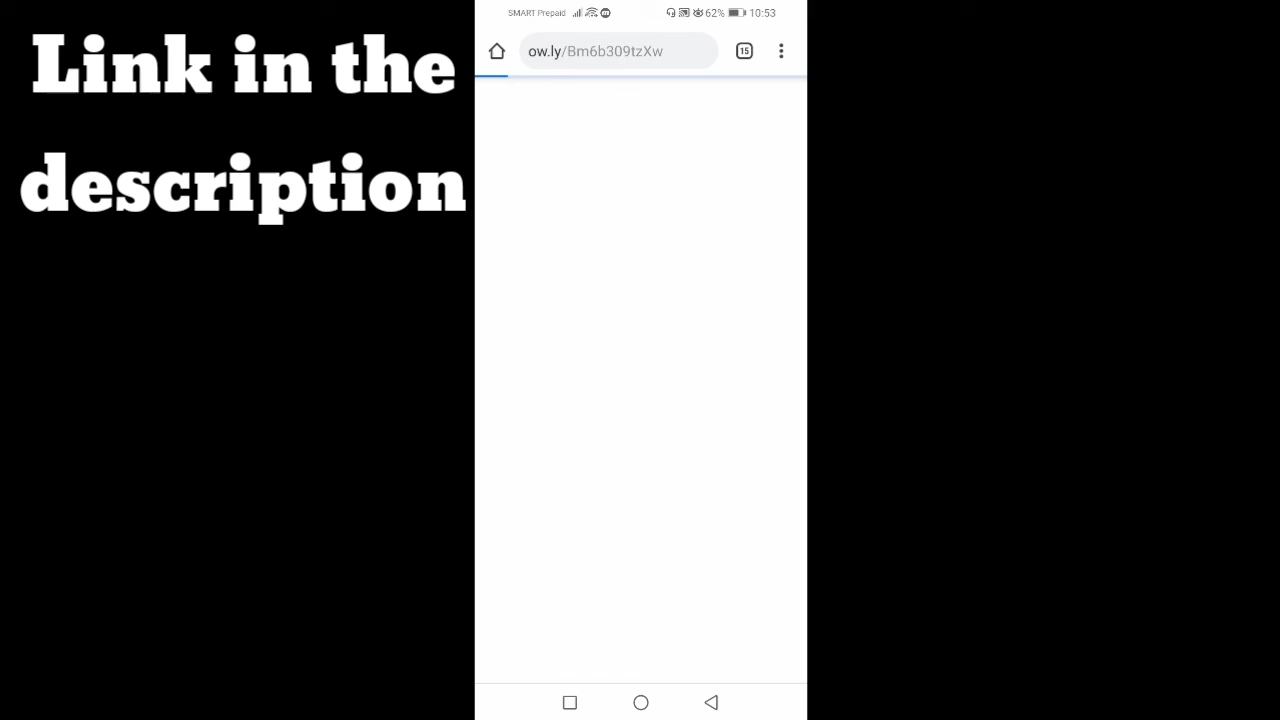 Link in the
description
SMART Prepaid 62% 10:53
ow.ly/Bm6b309tzXw 15